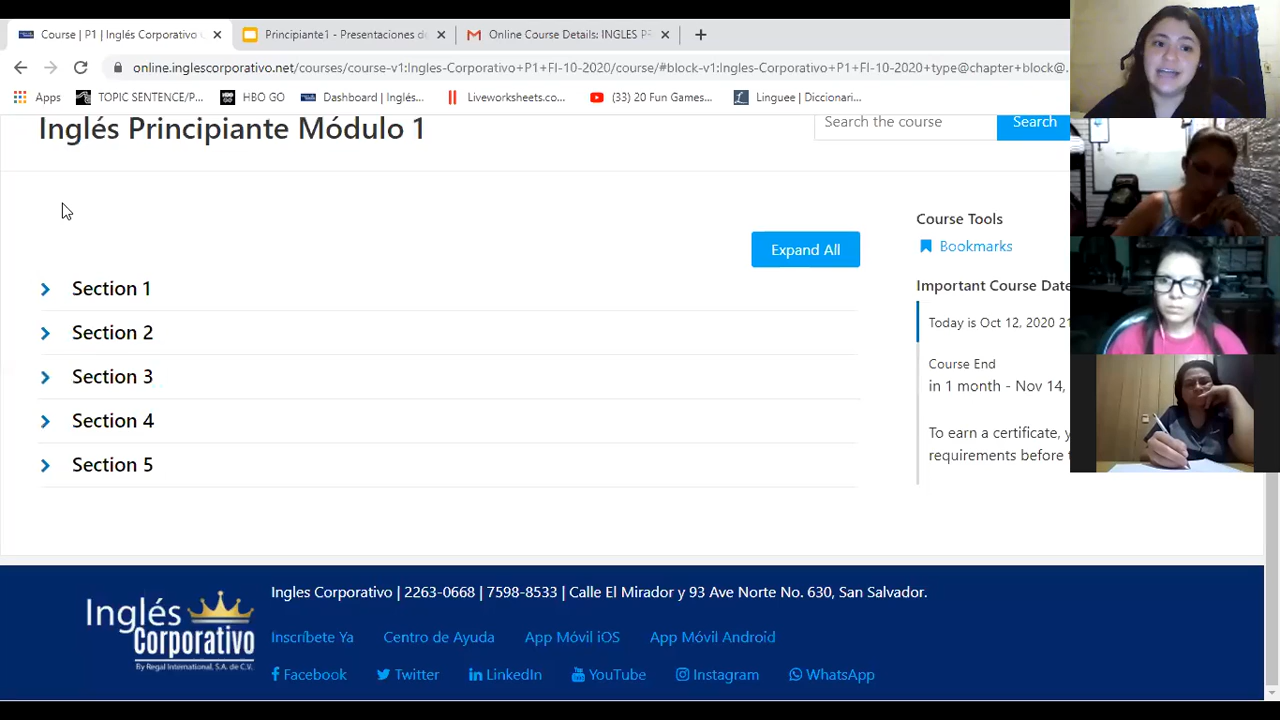 Course | P1 | Inglés Corporativo
Principiante1 - Presentaciones d
Online Course Details: INGLES P
online.inglescorporativo.net/courses/course-v1:Ingles-Corporativo+P1+FI-10-2020/course/#block-v1:Ingles-Corporativo+P1+FI-10-2020+type@chapter+block@...
Apps
TOPIC SENTENCE/P...
HBO GO
Dashboard | Inglés...
Liveworksheets.co...
(33) 20 Fun Games...
Linguee | Diccionari...
Inglés Principiante Módulo 1
Search the course
Search
Expand All
Section 1
Section 2
Section 3
Section 4
Section 5
Course Tools
Bookmarks
Important Course Date
Today is Oct 12, 2020 21
Course End
in 1 month - Nov 14,
To earn a certificate, y
requirements before t
Inglés
Corporativo
By Regal International, S.A. de C.V.
Ingles Corporativo | 2263-0668 | 7598-8533 | Calle El Mirador y 93 Ave Norte No. 630, San Salvador.
Inscríbete Ya
Centro de Ayuda
App Móvil iOS
App Móvil Android
Facebook
Twitter
LinkedIn
YouTube
Instagram
WhatsApp